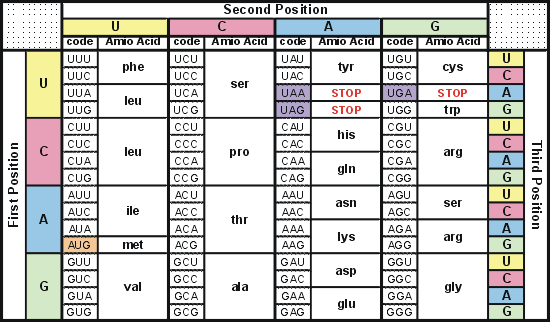 Second Position
U C A G
code Amio Acid code Amio Acid code Amio Acid code Amio Acid
First Position
Third Position
U UUU phe UCU ser UAU tyr UGU cys U
UUC UCC UAC UGC C
UUA leu UCA UAA STOP UGA STOP A
UUG UCG UAG STOP UGG trp G
C CUU leu CCU pro CAU his CGU arg U
CUC CCC CAC CGC C
CUA CCA CAA gln CGA A
CUG CCG CAG CGG G
A AUU ile ACU thr AAU asn AGU ser U
AUC ACC AAC AGC C
AUA ACA AAA lys AGA arg A
AUG met ACG AAG AGG G
G GUU val GCU ala GAU asp GGU gly U
GUC GCC GAC GGC C
GUA GCA GAA glu GGA A
GUG GCG GAG GGG G